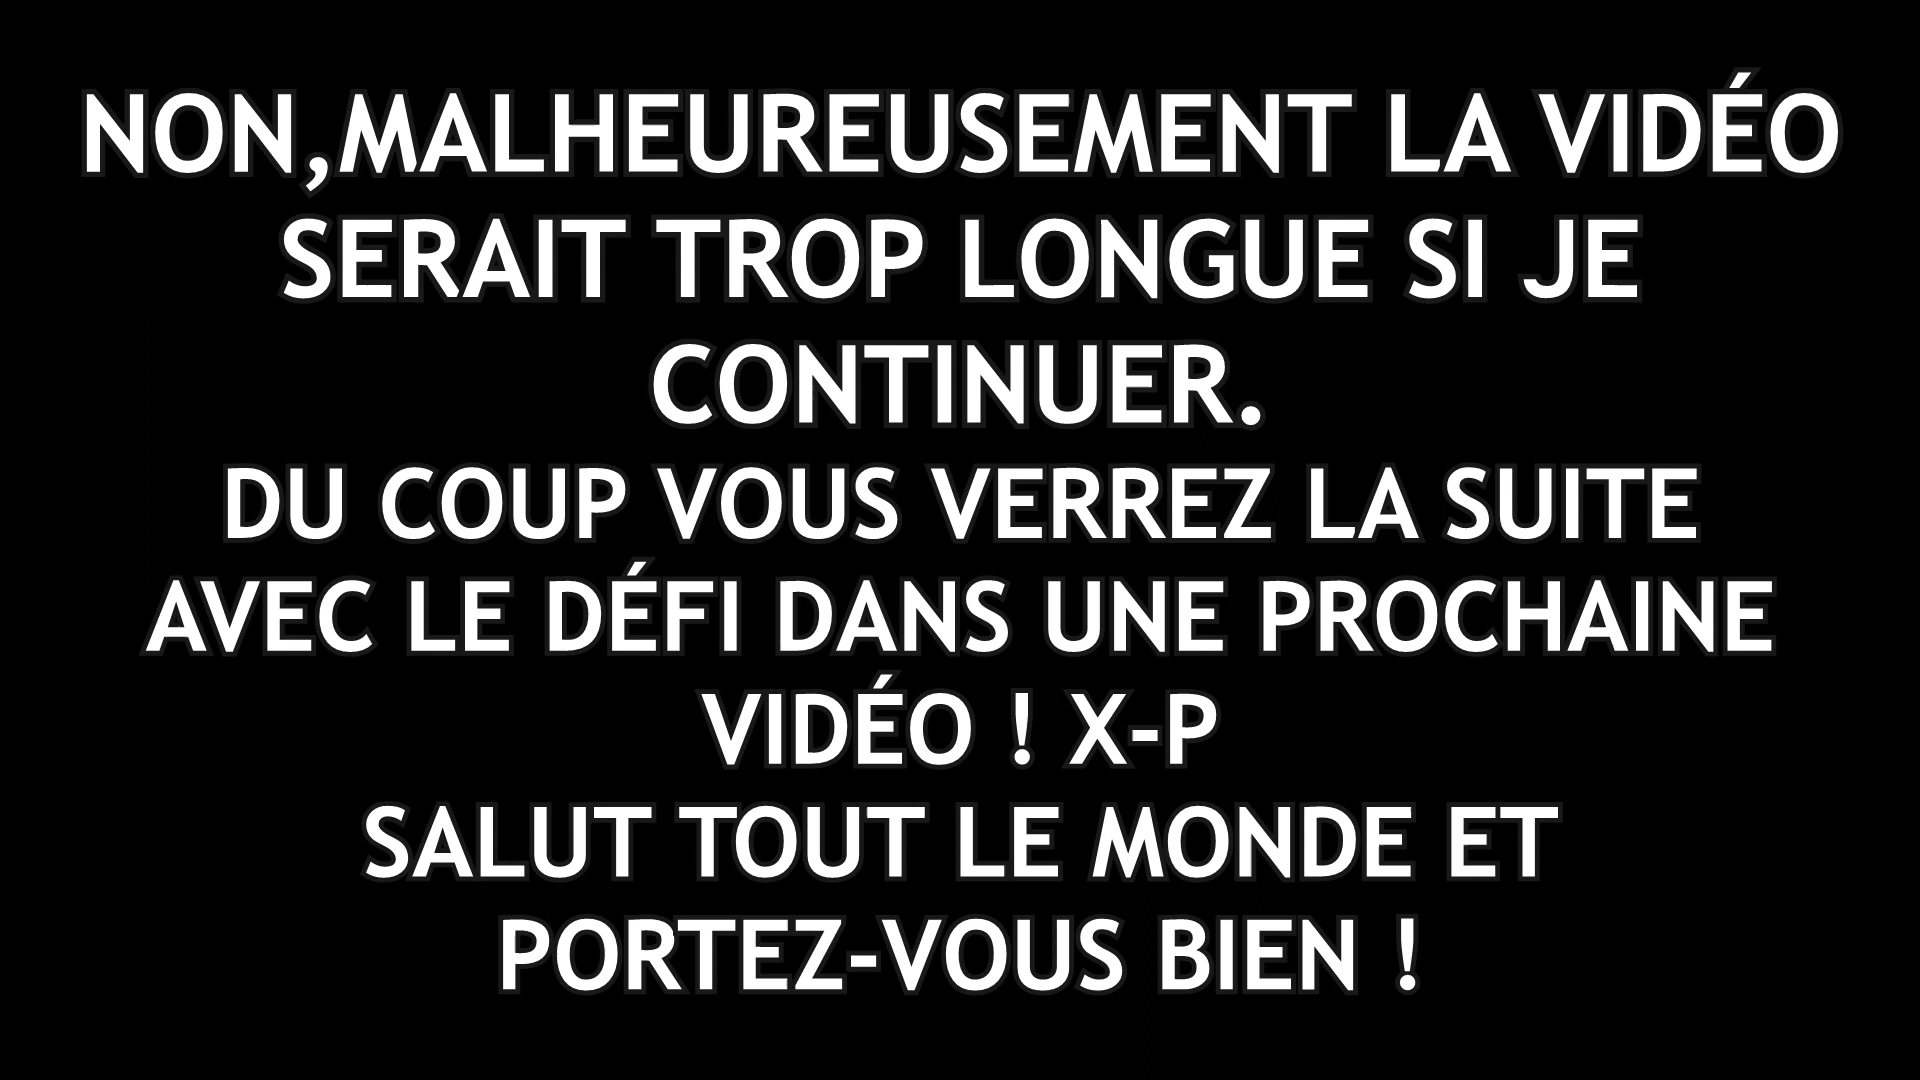 NON,MALHEUREUSEMENT LA VIDÉO
SERAIT TROP LONGUE SI JE
CONTINUER.
DU COUP VOUS VERREZ LA SUITE
AVEC LE DÉFI DANS UNE PROCHAINE
VIDÉO ! X-P
SALUT TOUT LE MONDE ET
PORTEZ-VOUS BIEN !